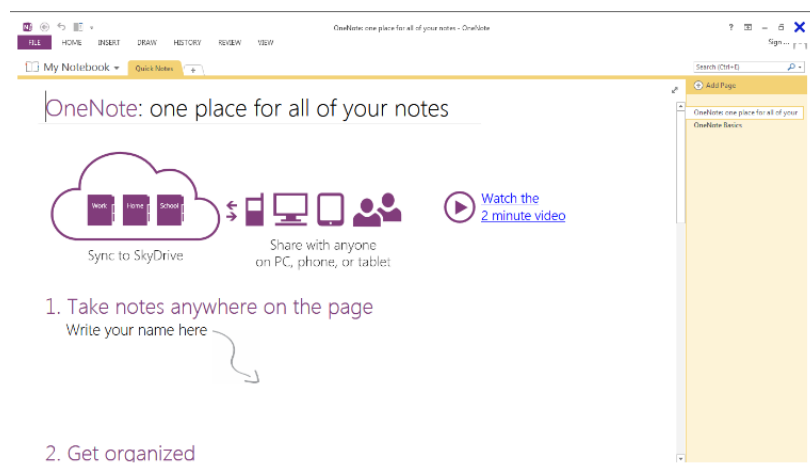 OneNote: one place for all of your notes - OneNote
?
Sign ...
FILE HOME INSERT DRAW HISTORY REVIEW VIEW
My Notebook Quick Notes +
Search (Ctrl+E)
Add Page
OneNote: one place for all of your
OneNote Basics
OneNote: one place for all of your notes
Work Home School
Sync to SkyDrive
Share with anyone
on PC, phone, or tablet
Watch the
2 minute video
1. Take notes anywhere on the page
Write your name here
2. Get organized